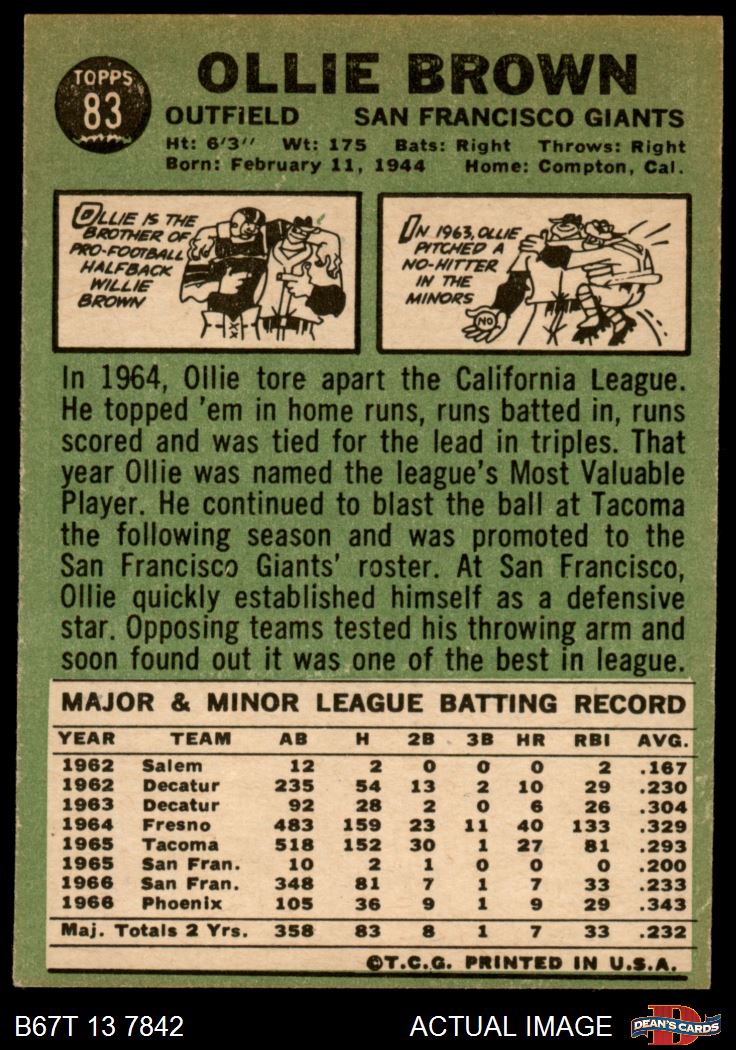 TOPPS
83
OLLIE BROWN
OUTFIELD SAN FRANCISCO GIANTS
Ht: 6'3'' Wt: 175 Bats: Right Throws: Right
Born: February 11, 1944 Home: Compton, Cal.
OLLIE IS THE
BROTHER OF
PRO-FOOTBALL
HALFBACK
WILLIE
BROWN
IN 1963, OLLIE
PITCHED A
NO-HITTER
IN THE
MINORS
NO
In 1964, Ollie tore apart the California League.
He topped 'em in home runs, runs batted in, runs
scored and was tied for the lead in triples. That
year Ollie was named the league's Most Valuable
Player. He continued to blast the ball at Tacoma
the following season and was promoted to the
San Francisco Giants' roster. At San Francisco,
Ollie quickly established himself as a defensive
star. Opposing teams tested his throwing arm and
soon found out it was one of the best in league.
MAJOR & MINOR LEAGUE BATTING RECORD
YEAR TEAM AB H 2B 3B HR RBI AVG.
1962 Salem 12 2 0 0 0 2 .167
1962 Decatur 235 54 13 2 10 29 .230
1963 Decatur 92 28 2 0 6 26 .304
1964 Fresno 483 159 23 11 40 133 .329
1965 Tacoma 518 152 30 1 27 81 .293
1965 San Fran. 10 2 1 0 0 0 .200
1966 San Fran. 348 81 7 1 7 33 .233
1966 Phoenix 105 36 9 1 9 29 .343
Maj. Totals 2 Yrs. 358 83 8 1 7 33 .232
©T.C.G. PRINTED IN U.S.A.
B67T 13 7842 ACTUAL IMAGE DEAN'S CARDS